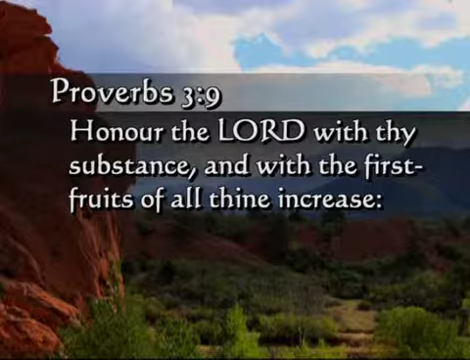 Proverbs 3:9
Honour the LORD with thy
substance, and with the first-
fruits of all thine increase: